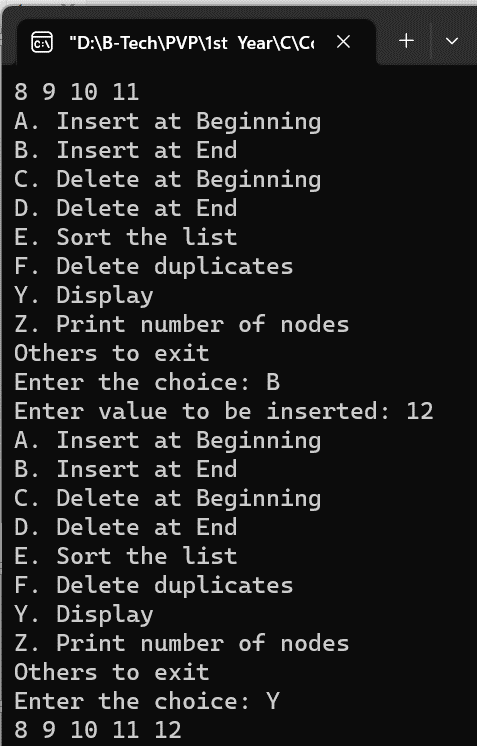 "D:\B-Tech\PVP\1st Year\C\Cc
8 9 10 11
A. Insert at Beginning
B. Insert at End
C. Delete at Beginning
D. Delete at End
E. Sort the list
F. Delete duplicates
Y. Display
Z. Print number of nodes
Others to exit
Enter the choice: B
Enter value to be inserted: 12
A. Insert at Beginning
B. Insert at End
C. Delete at Beginning
D. Delete at End
E. Sort the list
F. Delete duplicates
Y. Display
Z. Print number of nodes
Others to exit
Enter the choice: Y
8 9 10 11 12